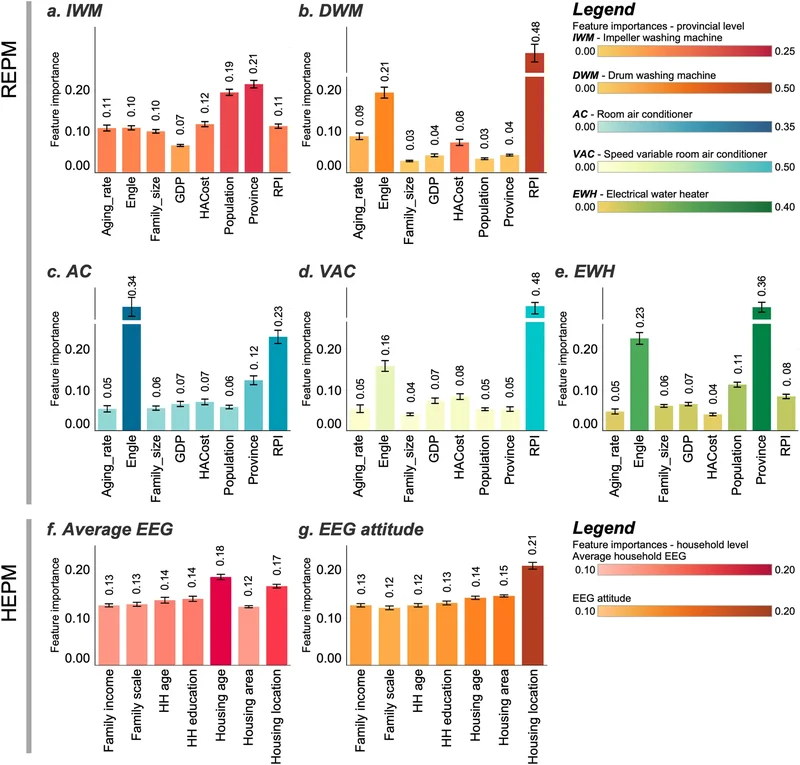 REPM
a. IWM
Feature importance
0.20
0.10
0.00
0.11
0.10
0.10
0.07
0.12
0.19
0.21
0.11
Aging_rate
Engle
Family_size
GDP
HACost
Population
Province
RPI
b. DWM
Feature importance
0.20
0.10
0.00
0.09
0.21
0.03
0.04
0.08
0.03
0.04
0.48
Aging_rate
Engle
Family_size
GDP
HACost
Population
Province
RPI
Legend
Feature importances - provincial level
IWM - Impeller washing machine
0.00 0.25
DWM - Drum washing machine
0.00 0.50
AC - Room air conditioner
0.00 0.35
VAC - Speed variable room air conditioner
0.00 0.50
EWH - Electrical water heater
0.00 0.40
c. AC
Feature importance
0.20
0.10
0.00
0.05
0.34
0.06
0.07
0.07
0.06
0. 12
0.23
Aging_rate
Engle
Family_size
GDP
HACost
Population
Province
RPI
d. VAC
Feature importance
0.20
0.10
0.00
0.05
0.16
0.04
0.07
0.08
0.05
0.05
0. 48
Aging_rate
Engle
Family_size
GDP
HACost
Population
Province
RPI
e. EWH
Feature importance
0.20
0.10
0.00
0.05
0.23
0.06
0.07
0.04
0.11
0.36
0. 08
Aging_rate
Engle
Family_size
GDP
HACost
Population
Province
RPI
HEPM
f. Average EEG
Feature importance
0.20
0.10
0.00
0.13
0.13
0.14
0.14
0.18
0.12
0.17
Family income
Family scale
HH age
HH education
Housing age
Housing area
Housing location
g. EEG attitude
Feature importance
0.20
0.10
0.00
0.13
0.12
0.12
0.13
0.14
0.15
0.21
Family income
Family scale
HH age
HH education
Housing age
Housing area
Housing location
Legend
Feature importances - household level
Average household EEG
0.10 0.20
EEG attitude
0.10 0.20